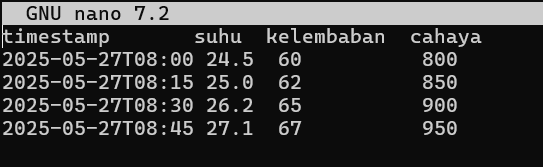 GNU nano 7.2
timestamp suhu kelembaban cahaya
2025-05-27T08:00 24.5 60 800
2025-05-27T08:15 25.0 62 850
2025-05-27T08:30 26.2 65 900
2025-05-27T08:45 27.1 67 950